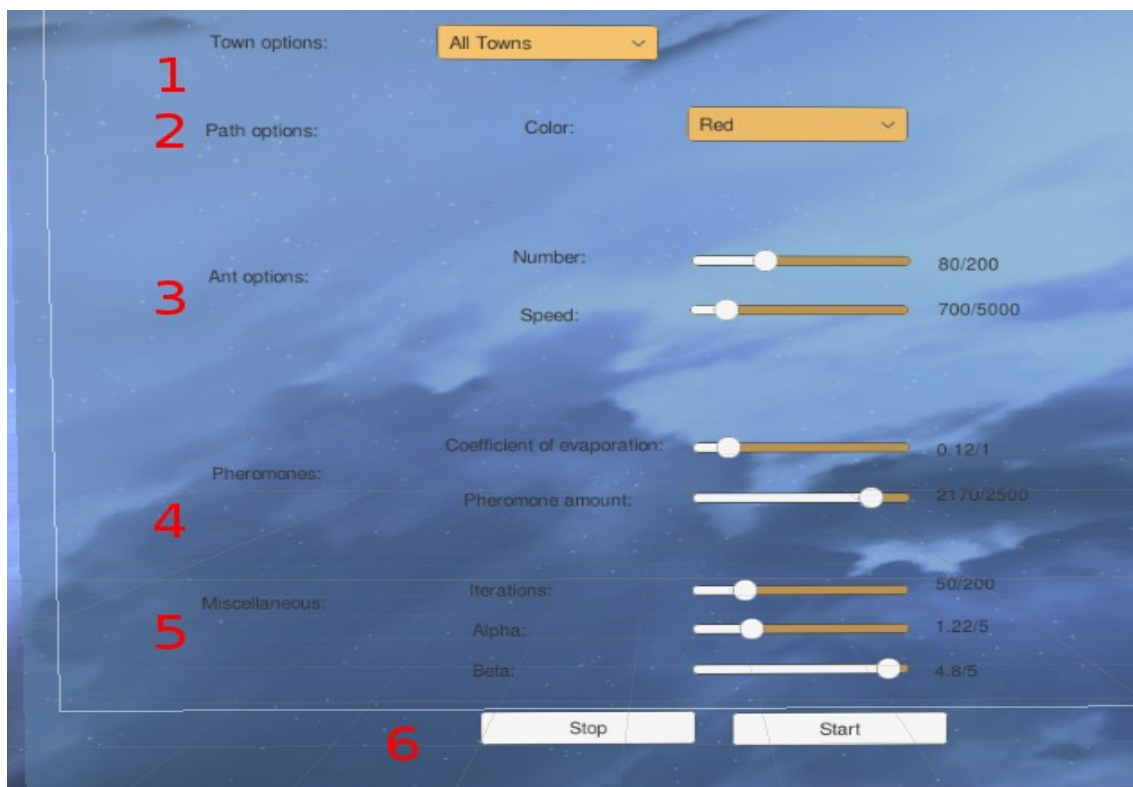 Town options: All Towns
1
2 Path options: Color: Red
Number: 80/200
3 Ant options:
Speed: 700/5000
Coefficient of evaporation: 0.12/1
Pheromones:
4 Pheromone amount: 2170/2500
Iterations: 50/200
Miscellaneous:
5 Alpha: 1.22/5
Beta: 4.8/5
6 Stop Start